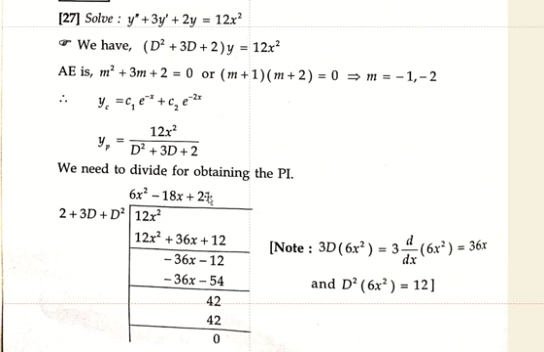 [27] Solve : y″ + 3y′ + 2y = 12x²
☞ We have, (D² + 3D + 2) y = 12x²
AE is, m² + 3m + 2 = 0 or (m + 1) (m + 2) = 0 ⇒ m = – 1, – 2
∴ y_c = c₁ e^{-x} + c₂ e^{-2x}
y_p = 12x² / (D² + 3D + 2)
We need to divide for obtaining the PI.
6x² – 18x + 2
2 + 3D + D² | 12x²
12x² + 36x + 12
– 36x – 12
– 36x – 54
42
42
0
[Note : 3D (6x²) = 3 d/dx (6x²) = 36x
and D² (6x²) = 12]